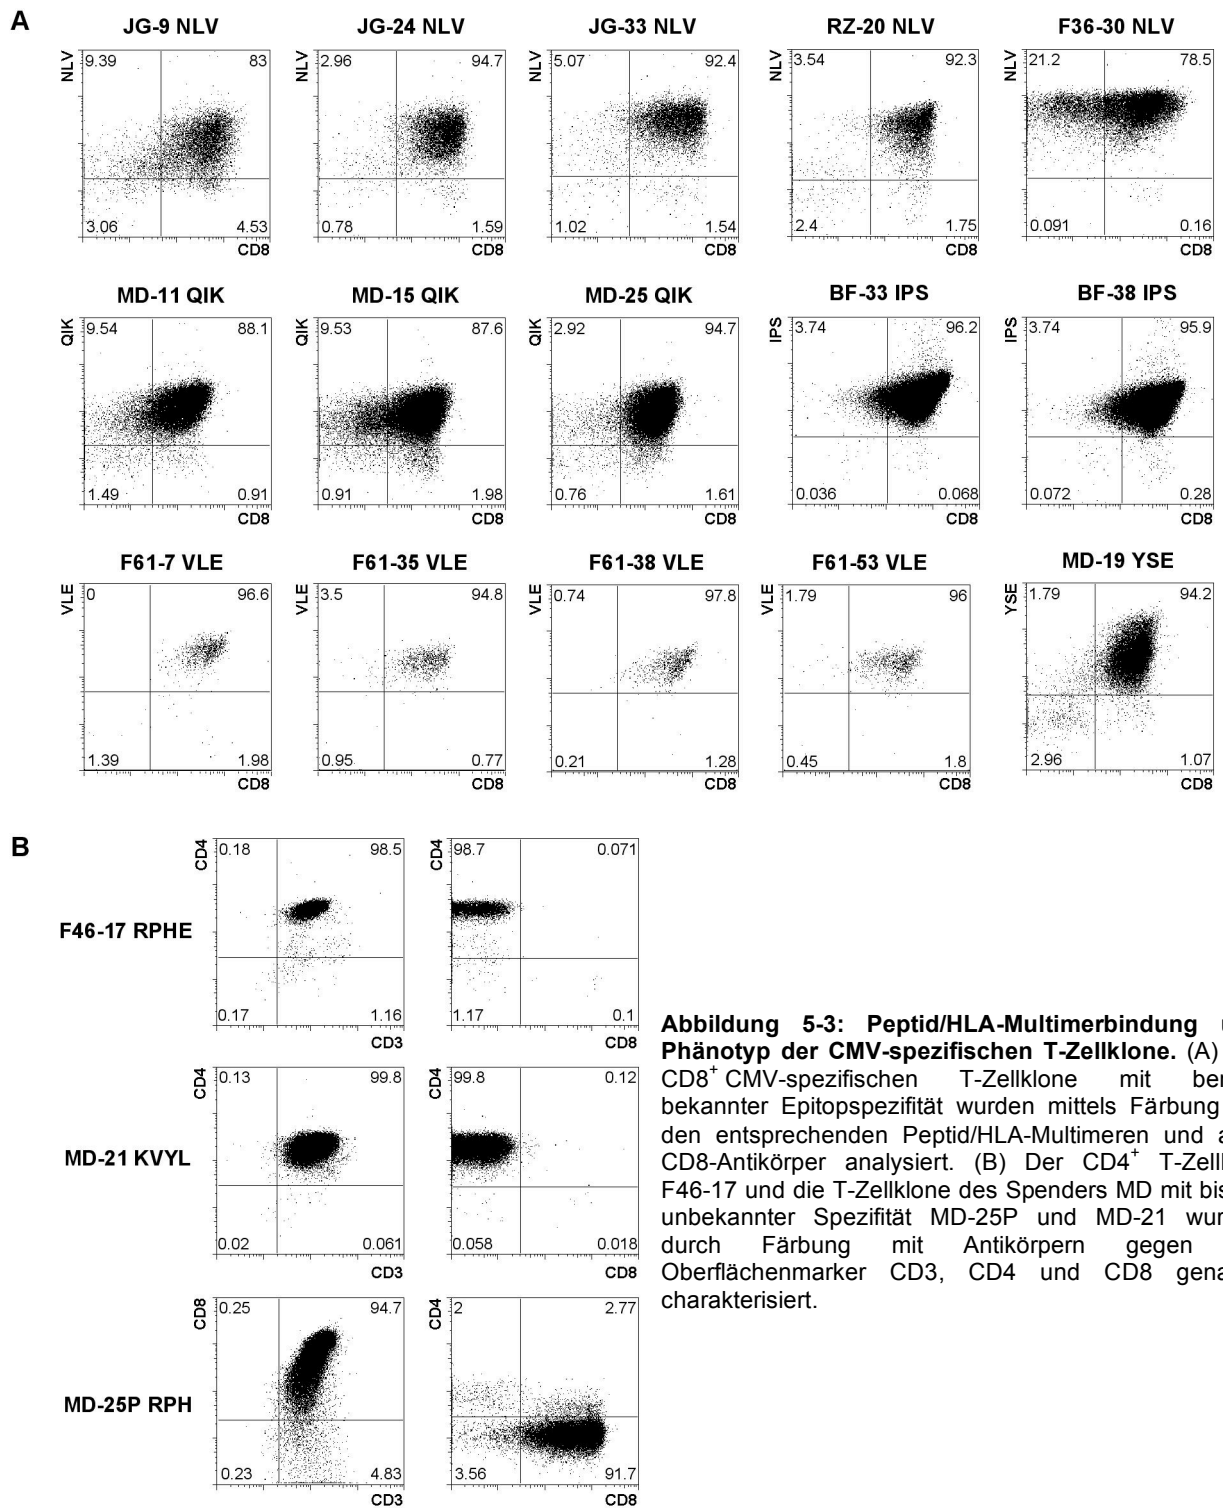 A
JG-9 NLV JG-24 NLV JG-33 NLV RZ-20 NLV F36-30 NLV
NLV 9.39 83 NLV 2.96 94.7 NLV 5.07 92.4 NLV 3.54 92.3 NLV 21.2 78.5
3.06 4.53 0.78 1.59 1.02 1.54 2.4 1.75 0.091 0.16
CD8 CD8 CD8 CD8 CD8
MD-11 QIK MD-15 QIK MD-25 QIK BF-33 IPS BF-38 IPS
QIK 9.54 88.1 QIK 9.53 87.6 QIK 2.92 94.7 IPS 3.74 96.2 IPS 3.74 95.9
1.49 0.91 0.91 1.98 0.76 1.61 0.036 0.068 0.072 0.28
CD8 CD8 CD8 CD8 CD8
F61-7 VLE F61-35 VLE F61-38 VLE F61-53 VLE MD-19 YSE
VLE 0 96.6 VLE 3.5 94.8 VLE 0.74 97.8 VLE 1.79 96 YSE 1.79 94.2
1.39 1.98 0.95 0.77 0.21 1.28 0.45 1.8 2.96 1.07
CD8 CD8 CD8 CD8 CD8
B
CD4 0.18 98.5 CD4 98.7 0.071
F46-17 RPHE
0.17 1.16 1.17 0.1
CD3 CD8
CD4 0.13 99.8 CD4 99.8 0.12
MD-21 KVYL
0.02 0.061 0.058 0.018
CD3 CD8
CD8 0.25 94.7 CD4 2 2.77
MD-25P RPH
0.23 4.83 3.56 91.7
CD3 CD8
Abbildung 5-3: Peptid/HLA-Multimerbindung
Phänotyp der CMV-spezifischen T-Zellklone. (A)
CD8+ CMV-spezifischen T-Zellklone mit ber
bekannter Epitopspezifität wurden mittels Färbung
den entsprechenden Peptid/HLA-Multimeren und a
CD8-Antikörper analysiert. (B) Der CD4+ T-Zell
F46-17 und die T-Zellklone des Spenders MD mit bis
unbekannter Spezifität MD-25P und MD-21 wur
durch Färbung mit Antikörpern gegen
Oberflächenmarker CD3, CD4 und CD8 gena
charakterisiert.